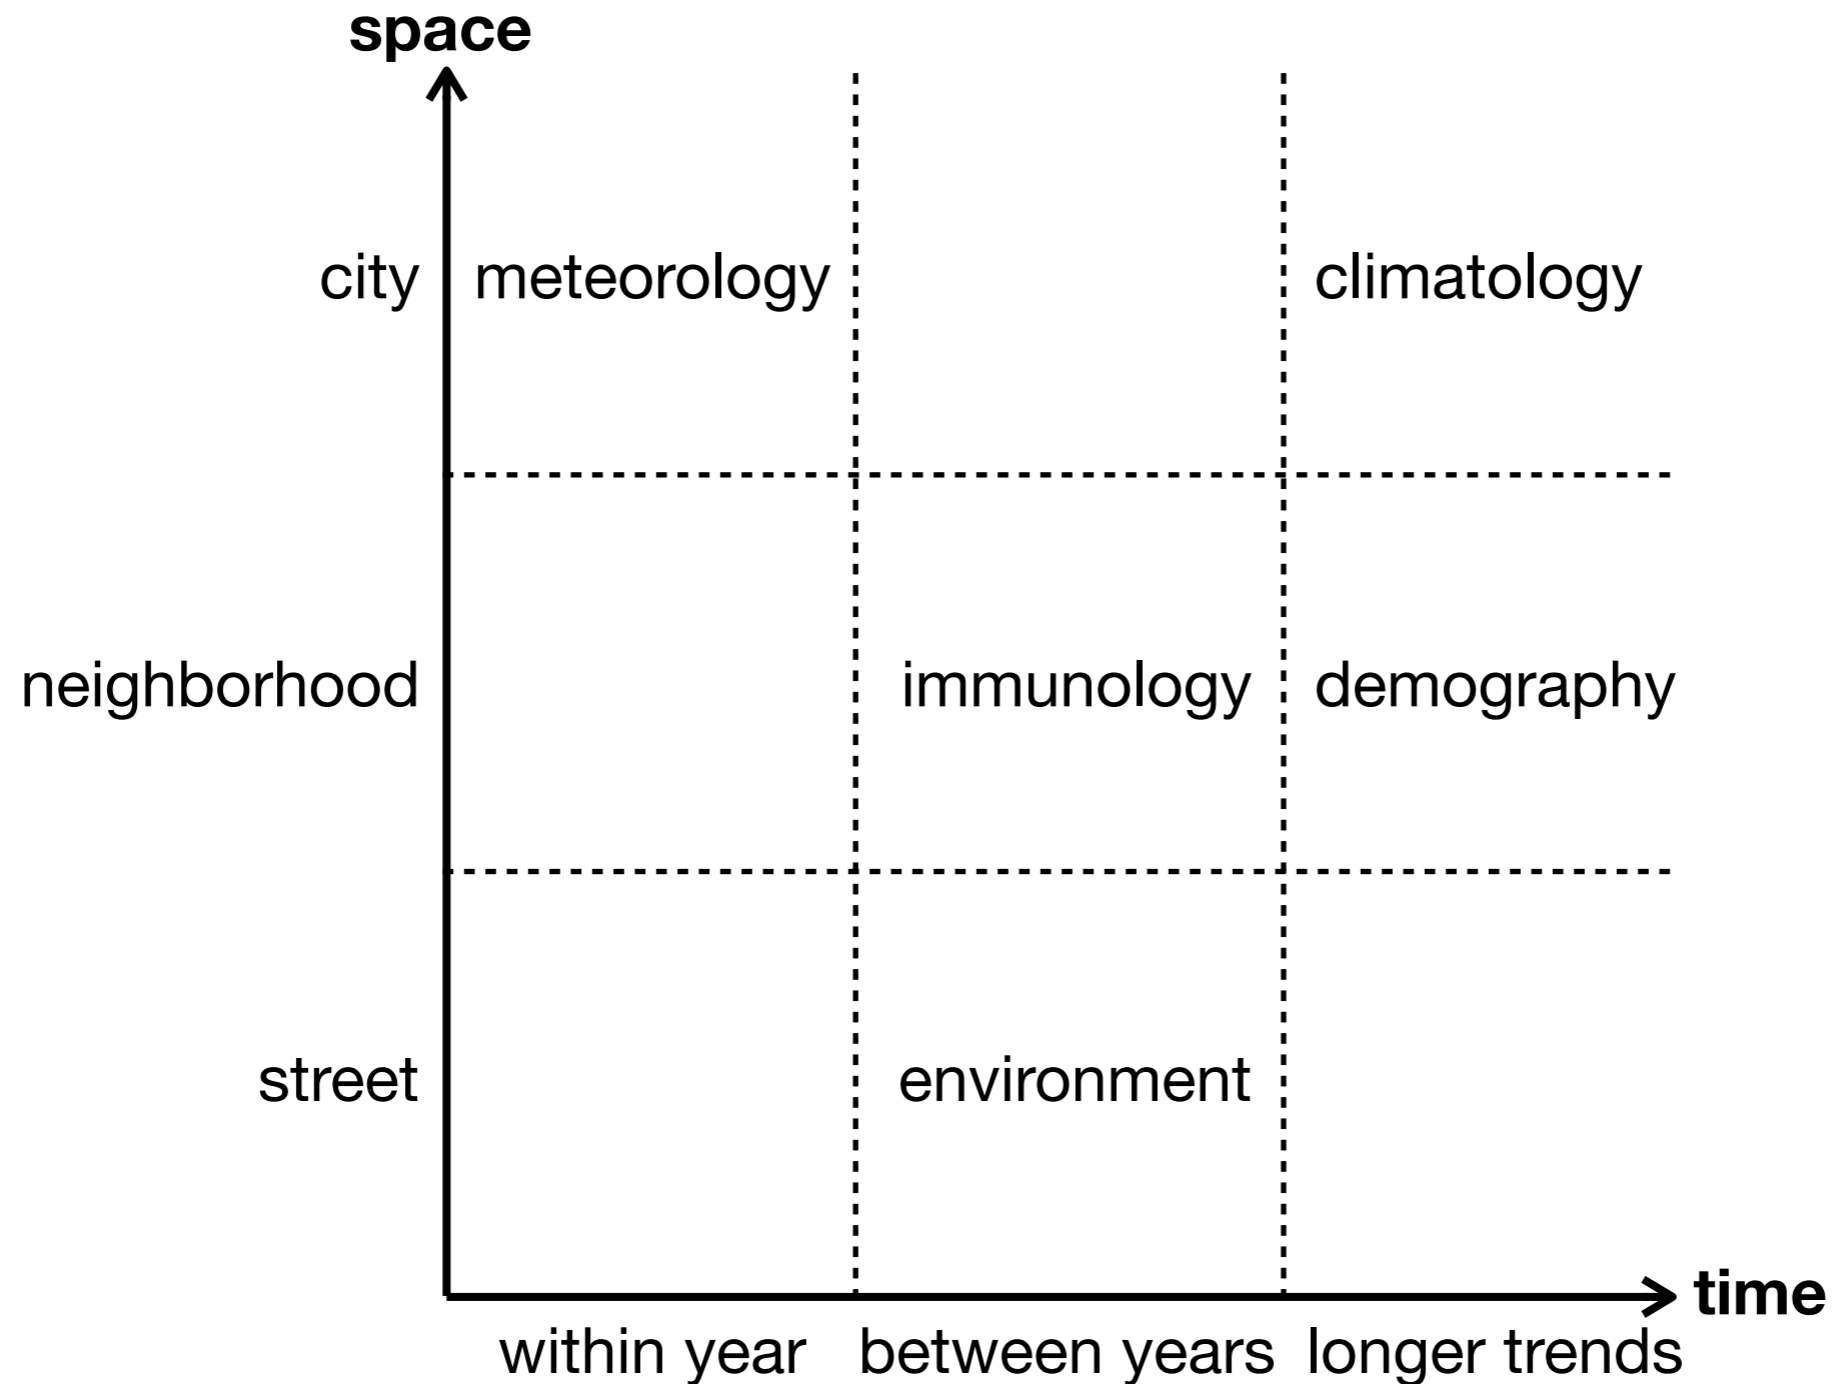 space
city meteorology climatology
neighborhood immunology demography
street environment
time
within year between years longer trends